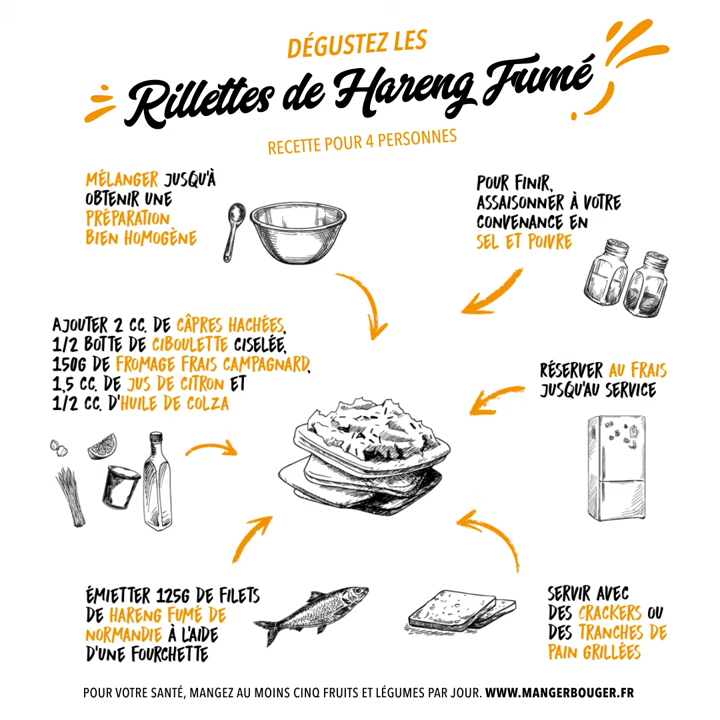 DÉGUSTEZ LES
Rillettes de Hareng Fumé
RECETTE POUR 4 PERSONNES
MÉLANGER JUSQU'À
OBTENIR UNE
PRÉPARATION
BIEN HOMOGÈNE
POUR FINIR,
ASSAISONNER À VOTRE
CONVENANCE EN
SEL ET POIVRE
AJOUTER 2 CC. DE CÂPRES HACHÉES,
1/2 BOTTE DE CIBOULETTE CISELÉE,
150G DE FROMAGE FRAIS CAMPAGNARD,
1,5 CC. DE JUS DE CITRON ET
1/2 CC. D'HUILE DE COLZA
RÉSERVER AU FRAIS
JUSQU'AU SERVICE
ÉMIETTER 125G DE FILETS
DE HARENG FUMÉ DE
NORMANDIE À L'AIDE
D'UNE FOURCHETTE
SERVIR AVEC
DES CRACKERS OU
DES TRANCHES DE
PAIN GRILLÉES
POUR VOTRE SANTÉ, MANGEZ AU MOINS CINQ FRUITS ET LÉGUMES PAR JOUR. WWW.MANGERBOUGER.FR